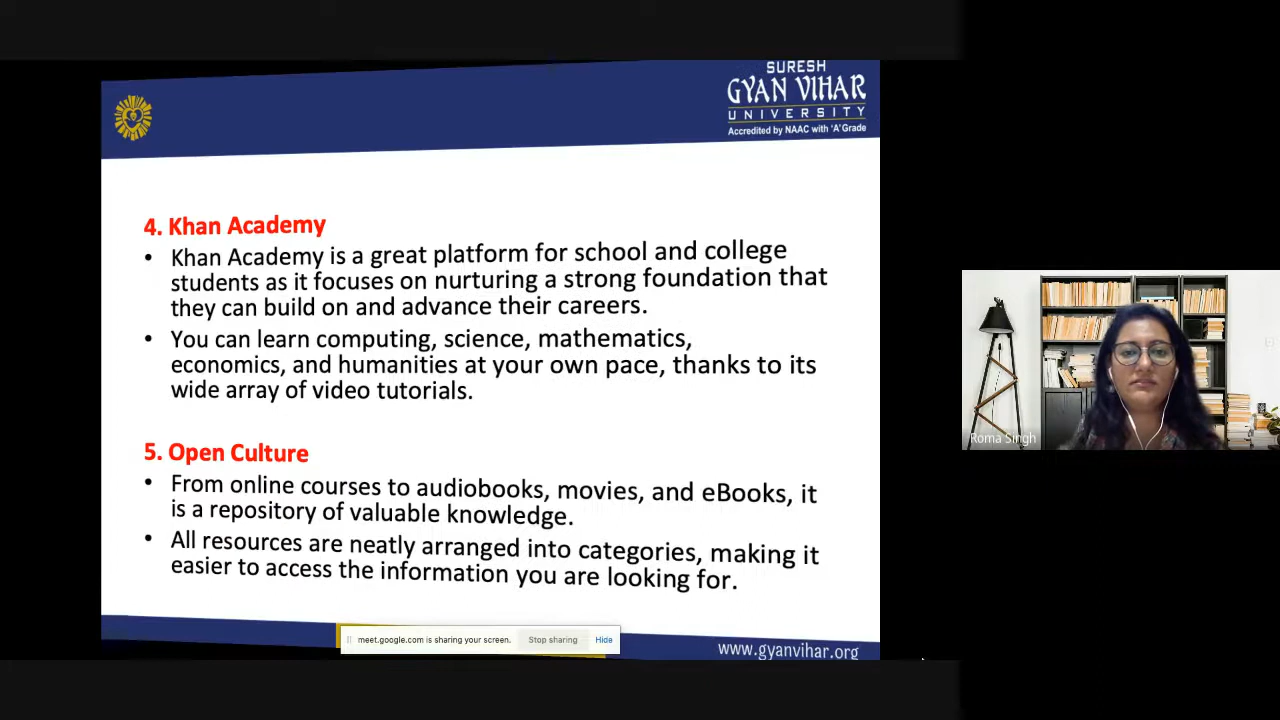 SURESH
GYAN VIHAR
UNIVERSITY
Accredited by NAAC with 'A' Grade
4. Khan Academy
• Khan Academy is a great platform for school and college
students as it focuses on nurturing a strong foundation that
they can build on and advance their careers.
• You can learn computing, science, mathematics,
economics, and humanities at your own pace, thanks to its
wide array of video tutorials.
5. Open Culture
• From online courses to audiobooks, movies, and eBooks, it
is a repository of valuable knowledge.
• All resources are neatly arranged into categories, making it
easier to access the information you are looking for.
meet.google.com is sharing your screen. Stop sharing Hide
www.gyanvihar.org
Roma Singh